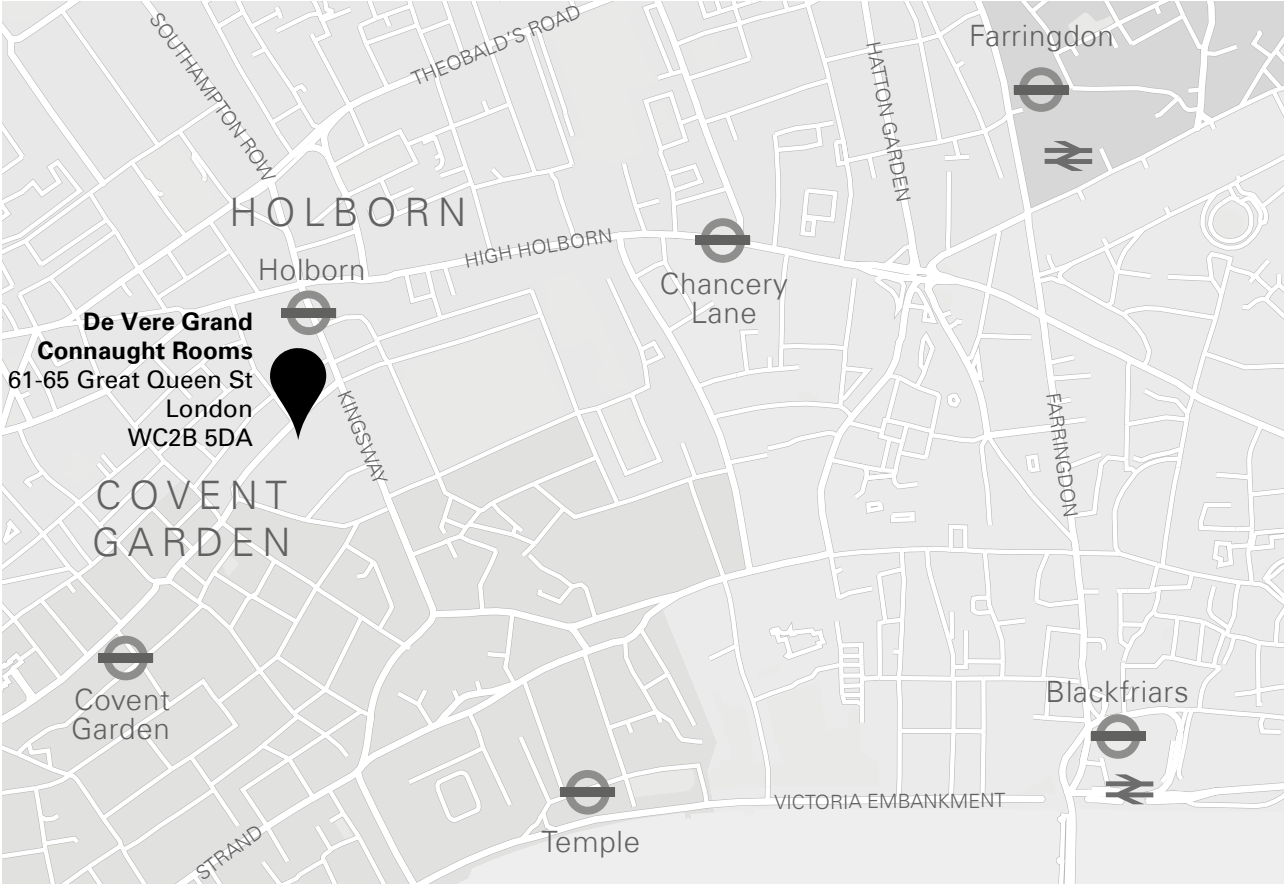 SOUTHAMPTON ROW
THEOBALD'S ROAD
HATTON GARDEN
Farringdon
HOLBORN
HIGH HOLBORN
Holborn
Chancery
Lane
De Vere Grand
Connaught Rooms
61-65 Great Queen St
London
WC2B 5DA
KINGSWAY
FARRINGDON
COVENT
GARDEN
Covent
Garden
Blackfriars
Temple
VICTORIA EMBANKMENT
STRAND